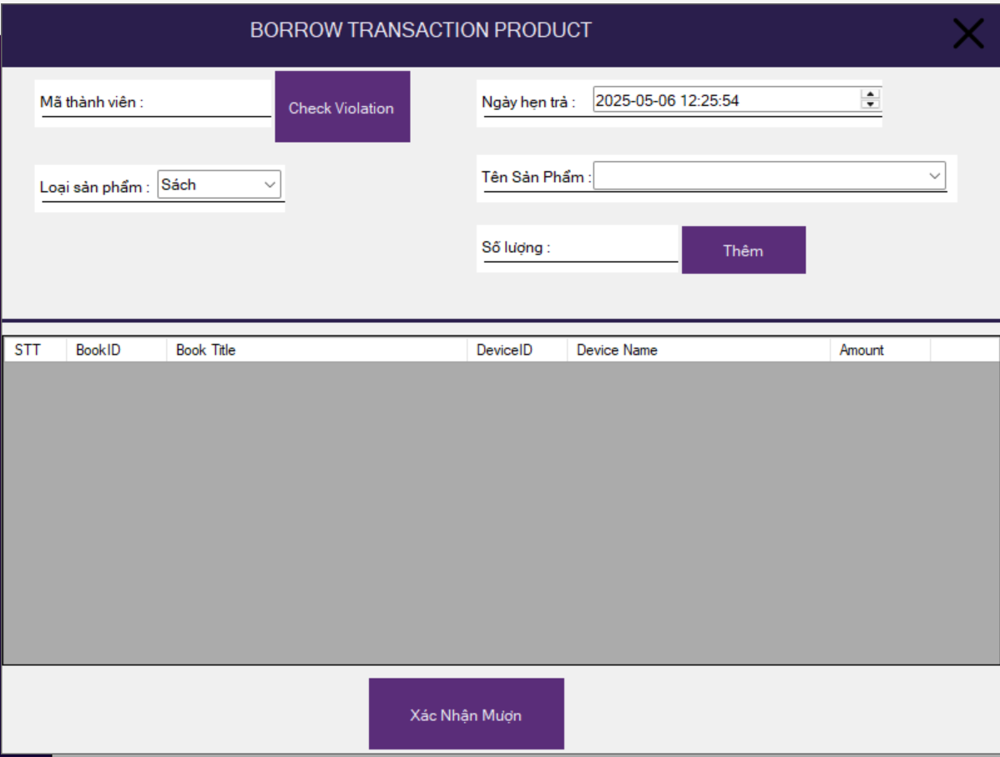 BORROW TRANSACTION PRODUCT
Mã thành viên :
Check Violation
Ngày hẹn trả :
2025-05-06 12:25:54
Loại sản phẩm :
Sách
Tên Sản Phẩm :
Số lượng :
Thêm
STT BookID Book Title DeviceID Device Name Amount
Xác Nhận Mượn